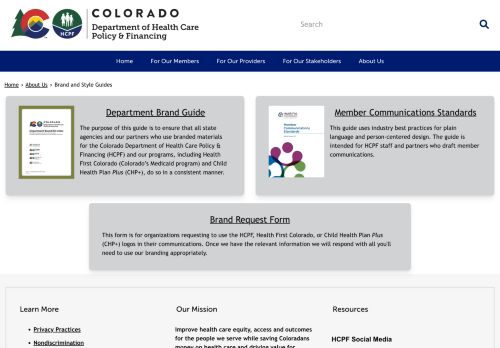 COLORADO
Department of Health Care
Policy & Financing
HCPF
Search
Home
For Our Members
For Our Providers
For Our Stakeholders
About Us
Home › About Us › Brand and Style Guides
Department Brand Guide
The purpose of this guide is to ensure that all state
agencies and our partners who use branded materials
for the Colorado Department of Health Care Policy &
Financing (HCPF) and our programs, including Health
First Colorado (Colorado's Medicaid program) and Child
Health Plan Plus (CHP+), do so in a consistent manner.
Member
Communications
Standards
Member Communications Standards
This guide uses industry best practices for plain
language and person-centered design. The guide is
intended for HCPF staff and partners who draft member
communications.
Brand Request Form
This form is for organizations requesting to use the HCPF, Health First Colorado, or Child Health Plan Plus
(CHP+) logos in their communications. Once we have the relevant information we will respond with all you'll
need to use our branding appropriately.
Learn More
Privacy Practices
Nondiscrimination
Our Mission
Improve health care equity, access and outcomes
for the people we serve while saving Coloradans
money on health care and driving value for
Resources
HCPF Social Media